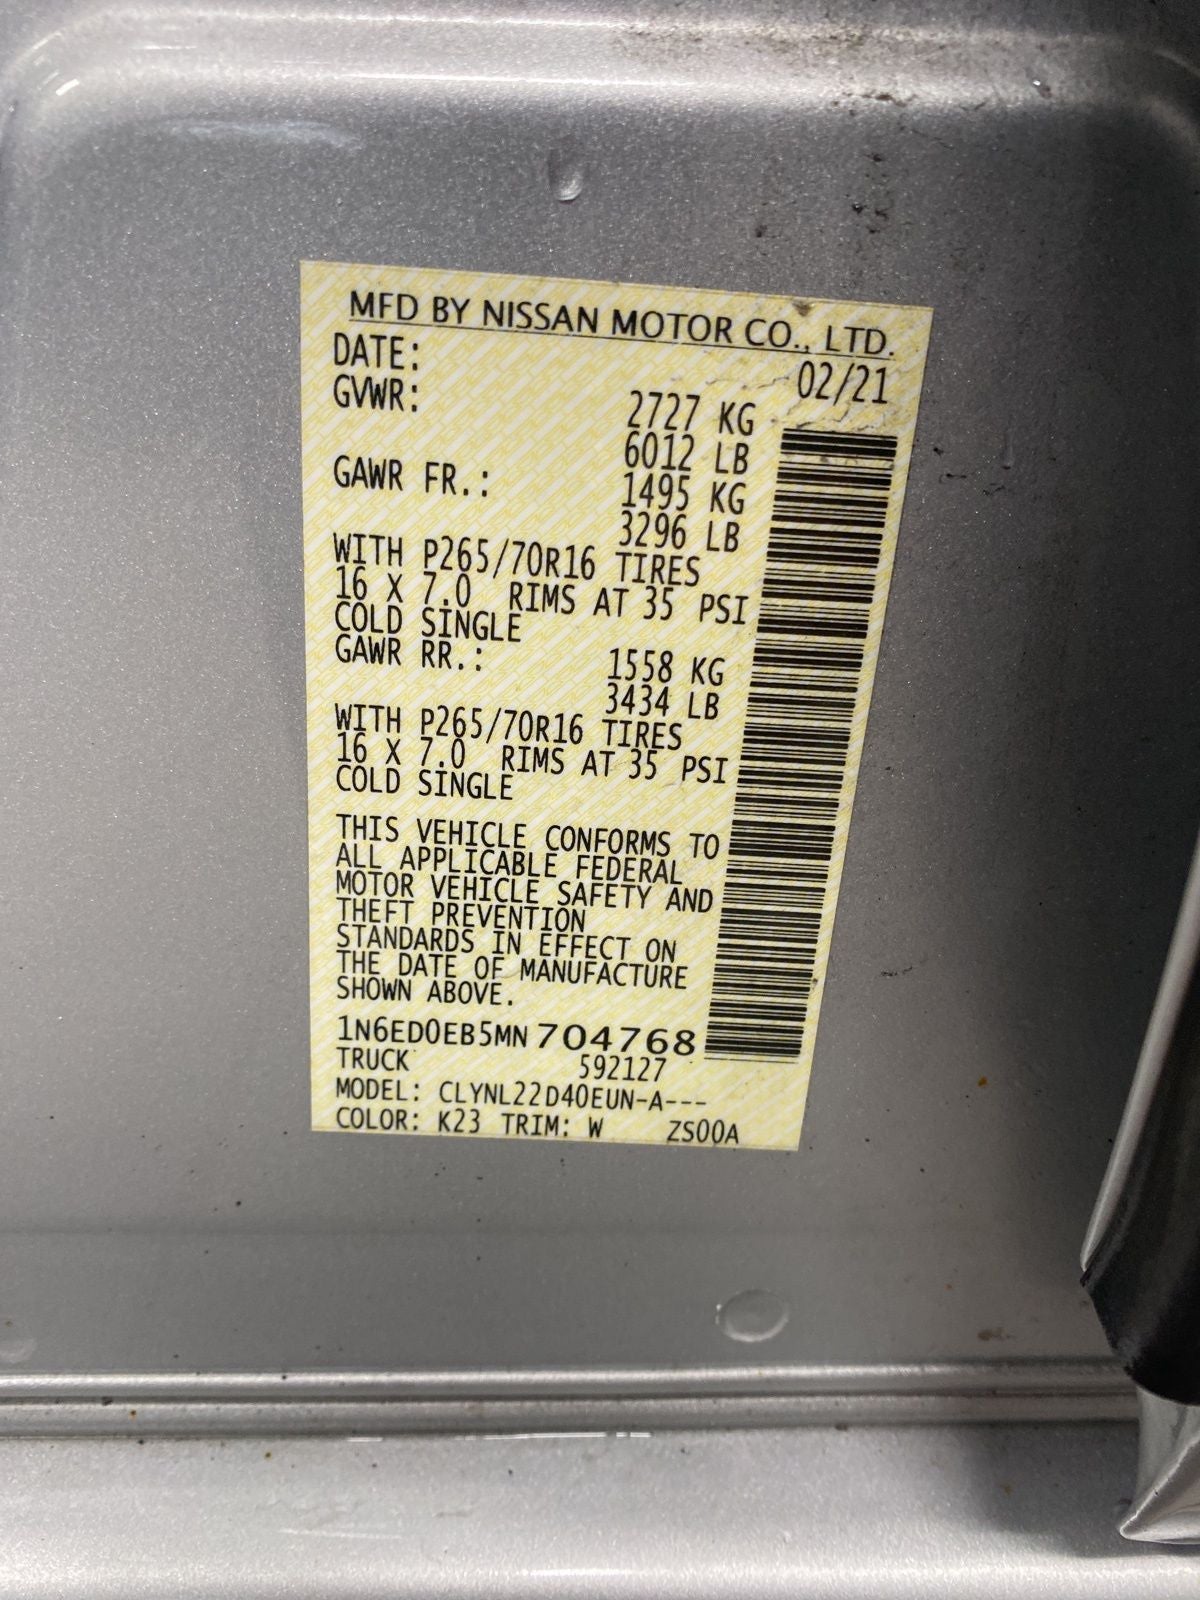 MFD BY NISSAN MOTOR CO., LTD.
DATE: 02/21
GVWR: 2727 KG
6012 LB
GAWR FR.: 1495 KG
3296 LB
WITH P265/70R16 TIRES
16 X 7.0 RIMS AT 35 PSI
COLD SINGLE
GAWR RR.: 1558 KG
3434 LB
WITH P265/70R16 TIRES
16 X 7.0 RIMS AT 35 PSI
COLD SINGLE
THIS VEHICLE CONFORMS TO
ALL APPLICABLE FEDERAL
MOTOR VEHICLE SAFETY AND
THEFT PREVENTION
STANDARDS IN EFFECT ON
THE DATE OF MANUFACTURE
SHOWN ABOVE.
1N6ED0EB5MN704768
TRUCK 592127
MODEL: CLYNL22D40EUN-A---
COLOR: K23 TRIM: W ZS00A